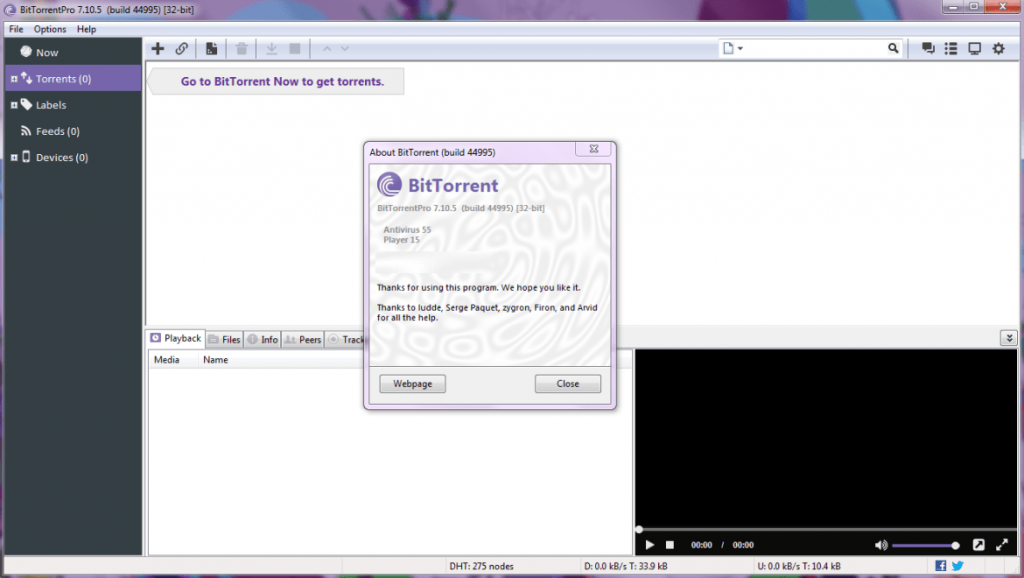 BitTorrentPro 7.10.5 (build 44995) [32-bit]
File Options Help
Now
Torrents (0)
Labels
Feeds (0)
Devices (0)
Go to BitTorrent Now to get torrents.
About BitTorrent (build 44995)
BitTorrent
BitTorrentPro 7.10.5 (build 44995) [32-bit]
Antivirus 55
Player 15
Thanks for using this program. We hope you like it.
Thanks to ludde, Serge Paquet, zygron, Firon, and Arvid
for all the help.
Webpage Close
Playback Files Info Peers Track
Media Name
00:00 / 00:00
DHT: 275 nodes D: 0.0 kB/s T: 33.9 kB U: 0.0 kB/s T: 10.4 kB